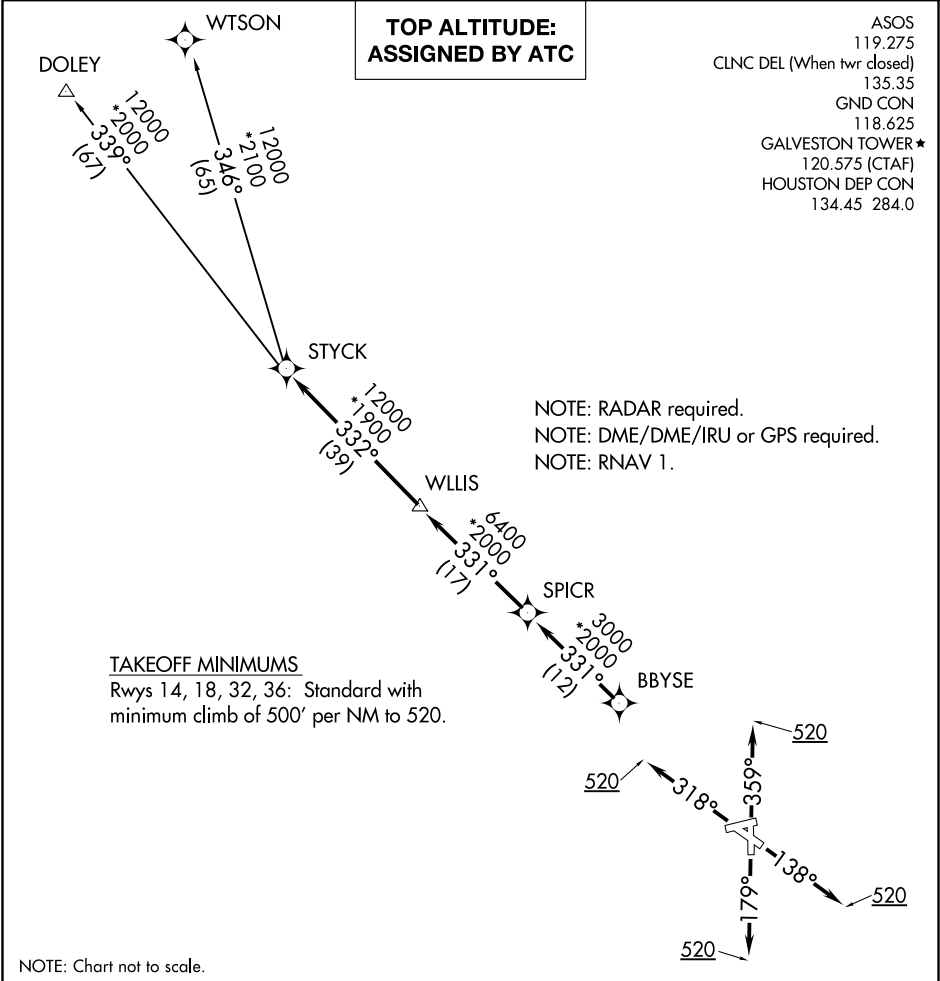 WTSON
TOP ALTITUDE:
ASSIGNED BY ATC
ASOS
119.275
CLNC DEL (When twr closed)
135.35
GND CON
118.625
GALVESTON TOWER★
120.575 (CTAF)
HOUSTON DEP CON
134.45 284.0
DOLEY
12000
*2000
339°
(67)
12000
*2100
346°
(65)
STYCK
12000
*1900
332°
(39)
NOTE: RADAR required.
NOTE: DME/DME/IRU or GPS required.
NOTE: RNAV 1.
WLLIS
6400
*2000
331°
(17)
SPICR
3000
*2000
331°
(12)
BBYSE
TAKEOFF MINIMUMS
Rwys 14, 18, 32, 36: Standard with
minimum climb of 500' per NM to 520.
520
359°
520
318°
138°
520
179°
520
NOTE: Chart not to scale.